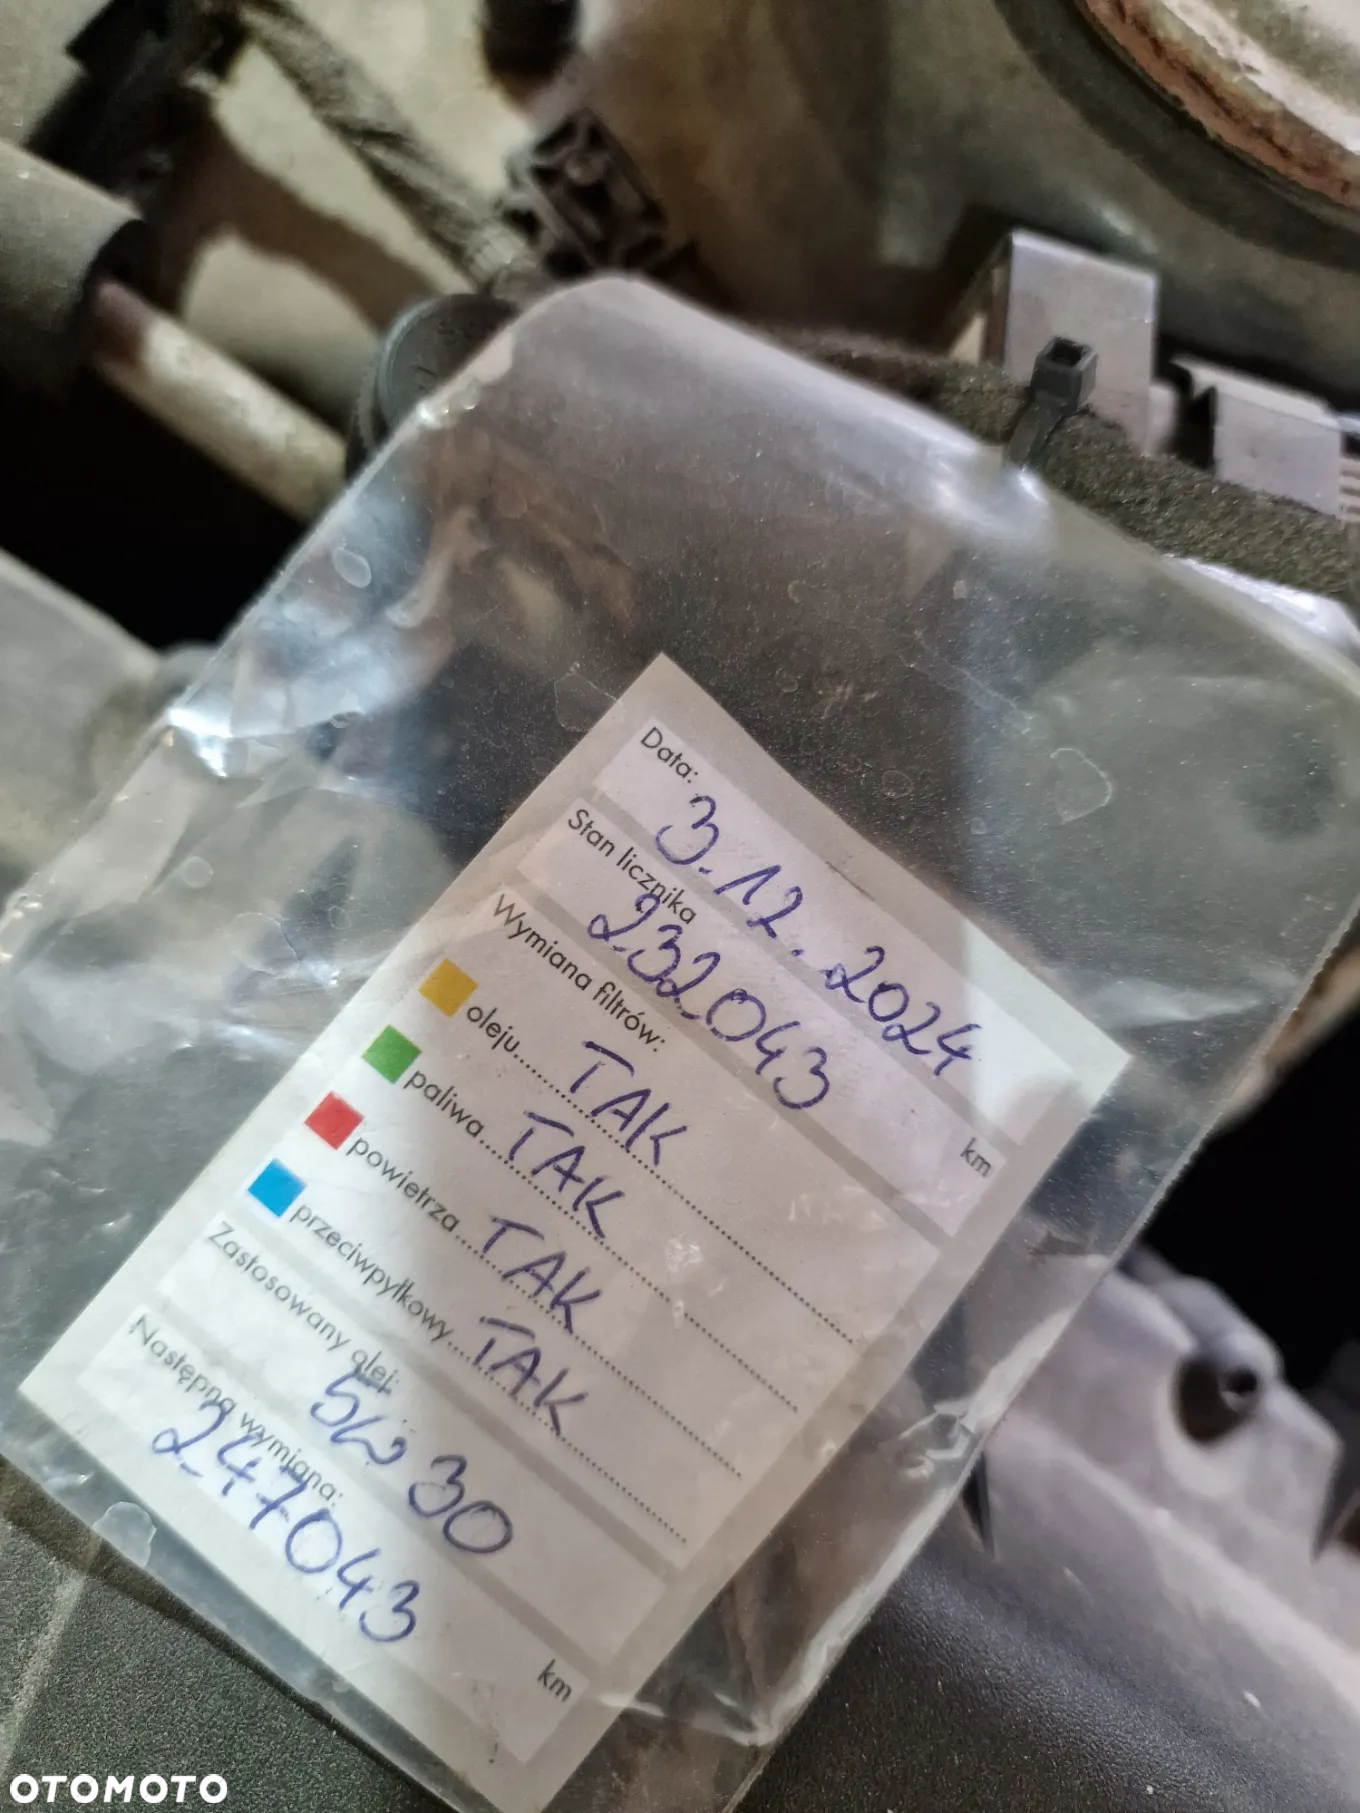 Data:
3.12.2024
Stan licznika
232043 km
Wymiana filtrów:
oleju TAK
paliwa TAK
powietrza TAK
przeciwpyłkowy TAK
Zastosowany olej:
5W30
Następna wymiana:
247043 km
OTOMOTO